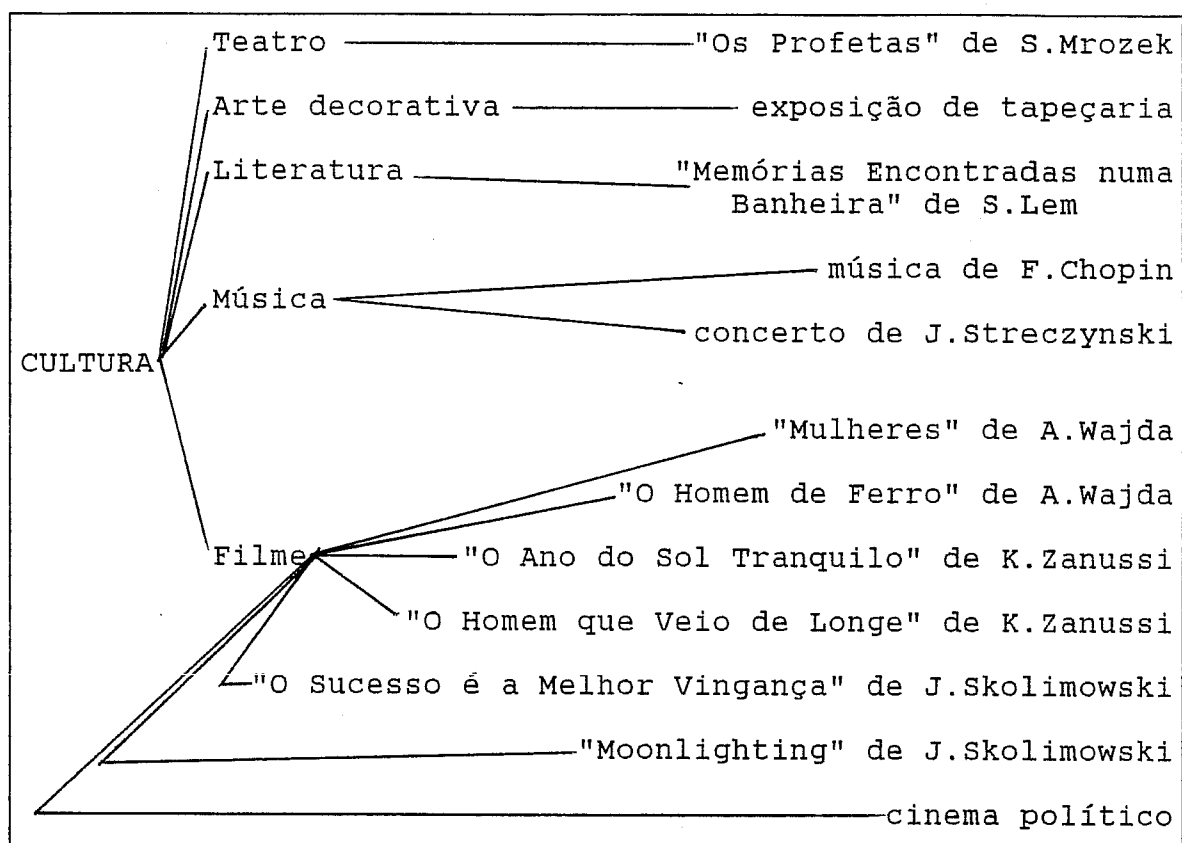 Teatro "Os Profetas" de S.Mrozek
Arte decorativa exposição de tapeçaria
Literatura "Memórias Encontradas numa
Banheira" de S.Lem
música de F.Chopin
Música
concerto de J.Streczynski
CULTURA
"Mulheres" de A.Wajda
"O Homem de Ferro" de A.Wajda
Filme "O Ano do Sol Tranquilo" de K.Zanussi
"O Homem que Veio de Longe" de K.Zanussi
"O Sucesso é a Melhor Vingança" de J.Skolimowski
"Moonlighting" de J.Skolimowski
cinema político